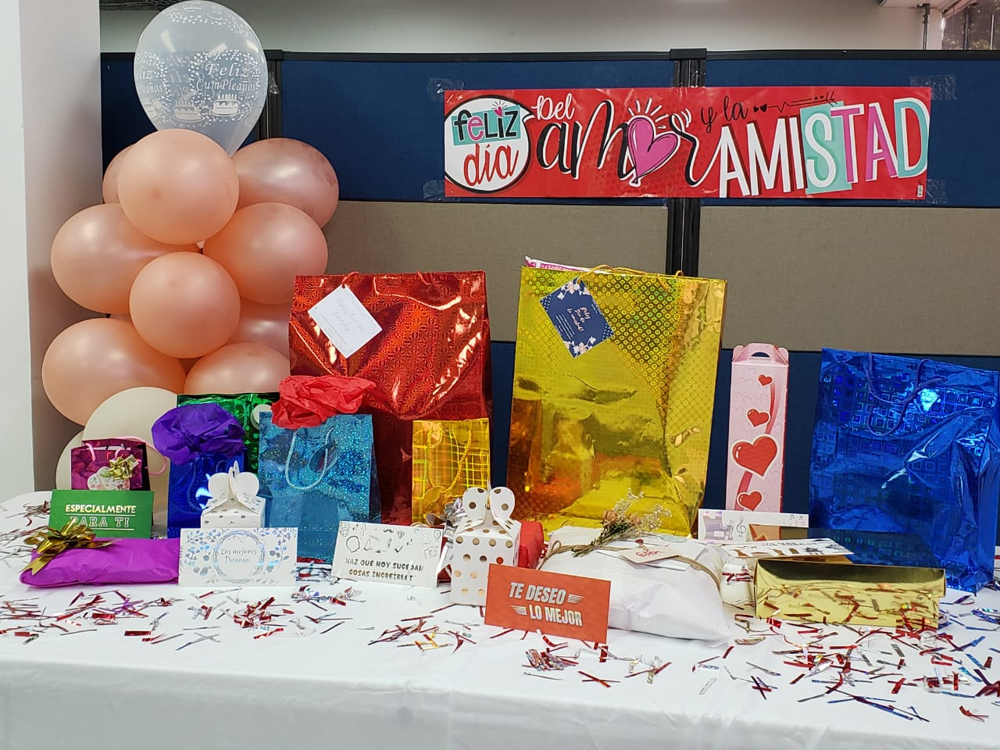 Feliz
CumPleaños
feliz
día
Del
amor y la
AMISTAD
ESPECIALMENTE
PARA TI
Los mejores
Deseos
HAZ QUE HOY SUCEDAN
COSAS INCREÍBLES
TE DESEO
LO MEJOR